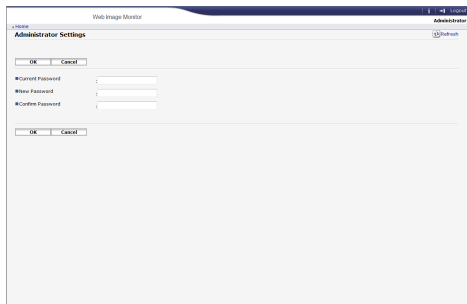 Logout
Web Image Monitor
Administrator
Home
Administrator Settings
Refresh
OK Cancel
Current Password :
New Password :
Confirm Password :
OK Cancel